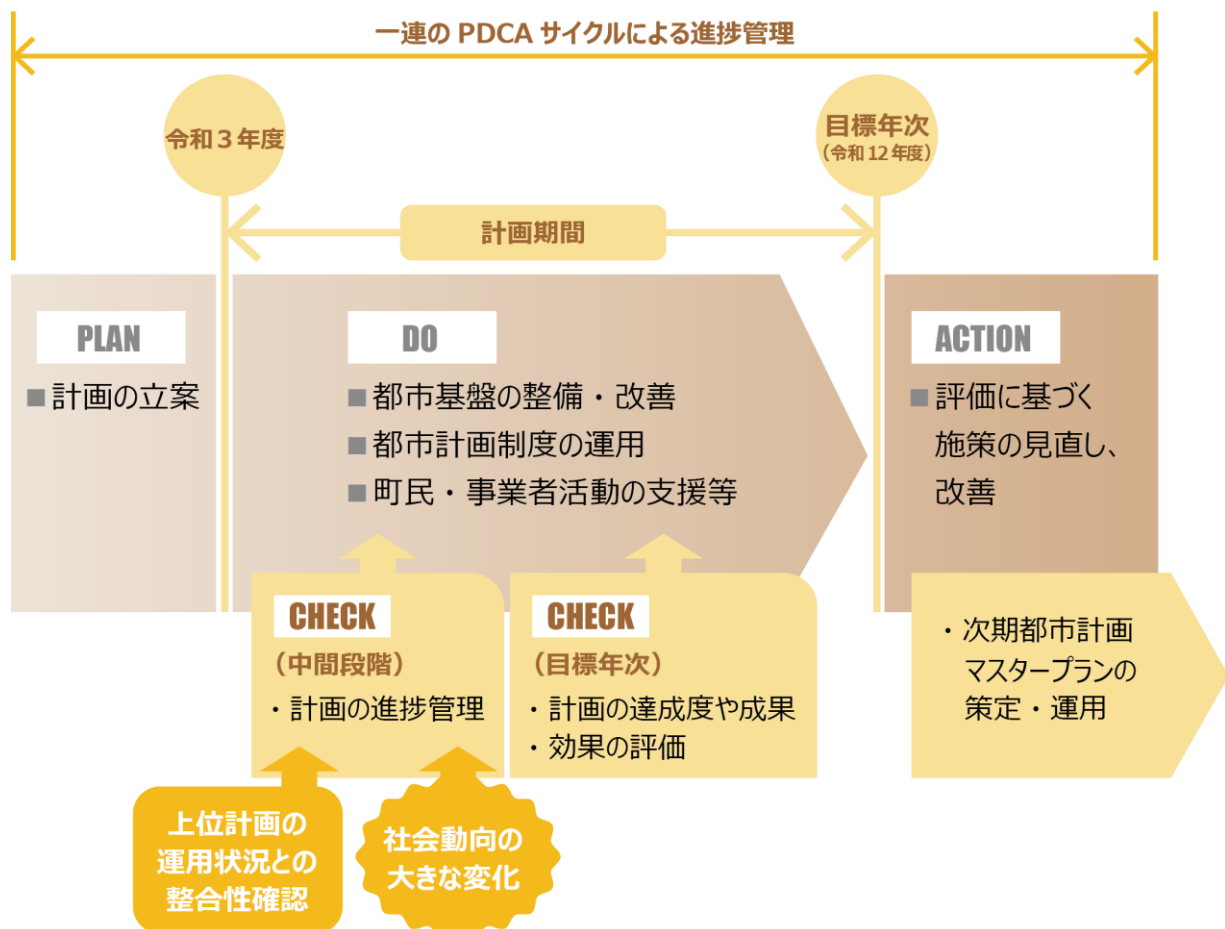 一連の PDCA サイクルによる進捗管理
令和３年度
目標年次
（令和 12 年度）
計画期間
PLAN
■計画の立案
DO
■都市基盤の整備・改善
■都市計画制度の運用
■町民・事業者活動の支援等
ACTION
■評価に基づく
施策の見直し、
改善
CHECK
（中間段階）
・計画の進捗管理
CHECK
（目標年次）
・計画の達成度や成果
・効果の評価
・次期都市計画
マスタープランの
策定・運用
上位計画の
運用状況との
整合性確認
社会動向の
大きな変化